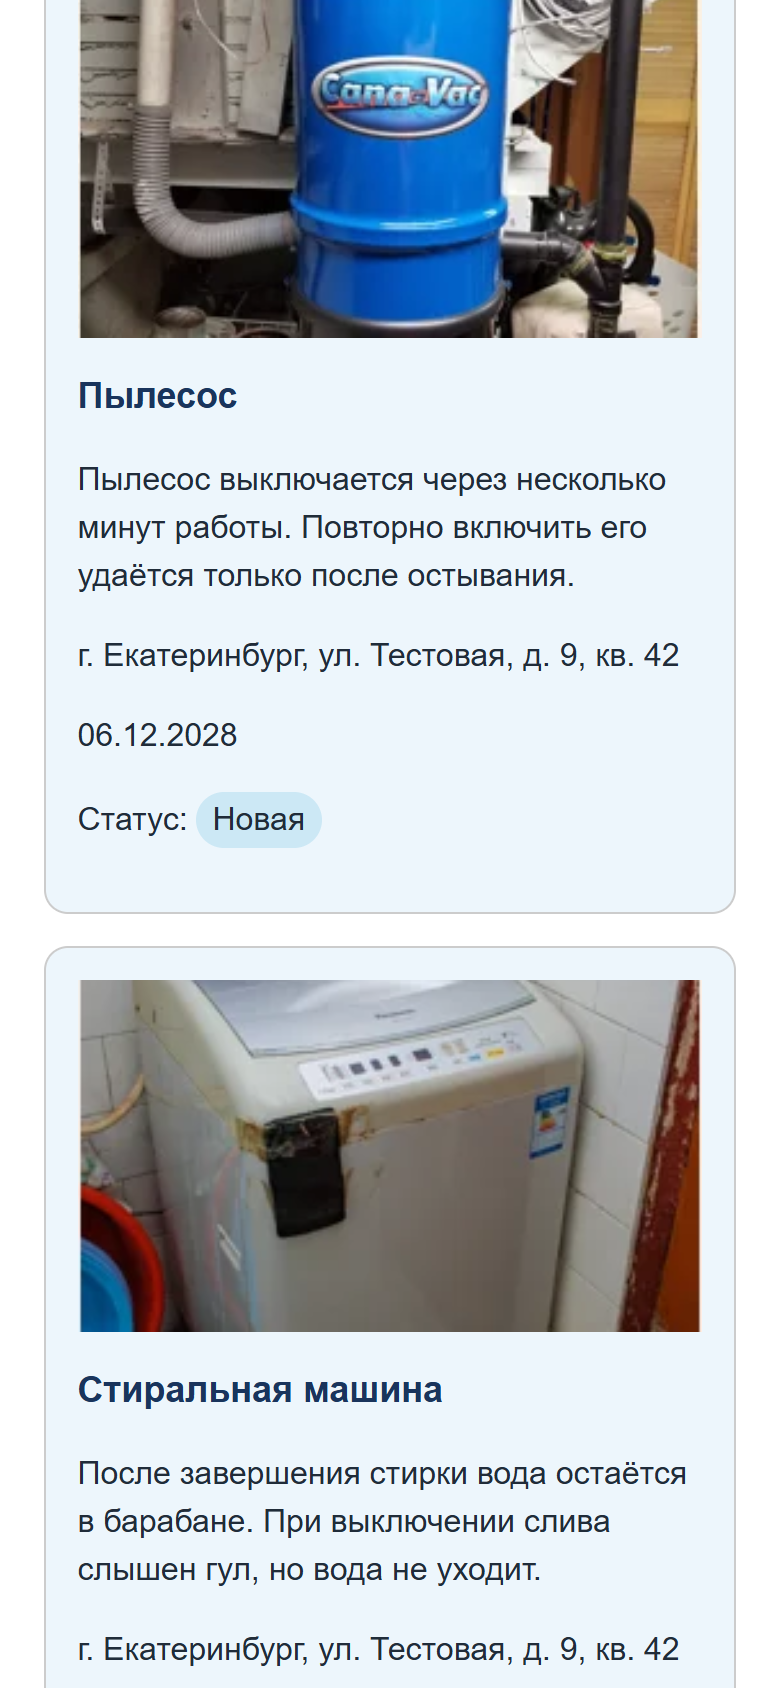 Cana-Vac
Пылесос
Пылесос выключается через несколько
минут работы. Повторно включить его
удаётся только после остывания.
г. Екатеринбург, ул. Тестовая, д. 9, кв. 42
06.12.2028
Статус: Новая
Стиральная машина
После завершения стирки вода остаётся
в барабане. При выключении слива
слышен гул, но вода не уходит.
г. Екатеринбург, ул. Тестовая, д. 9, кв. 42